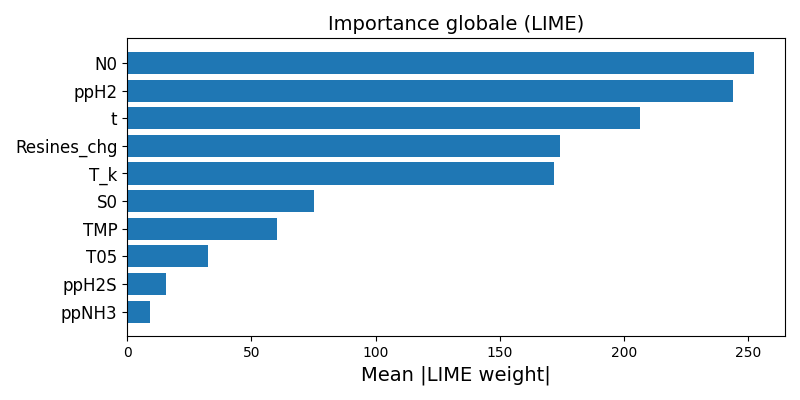 Importance globale (LIME)
N0
ppH2
t
Resines_chg
T_k
S0
TMP
T05
ppH2S
ppNH3
0 50 100 150 200 250
Mean |LIME weight|